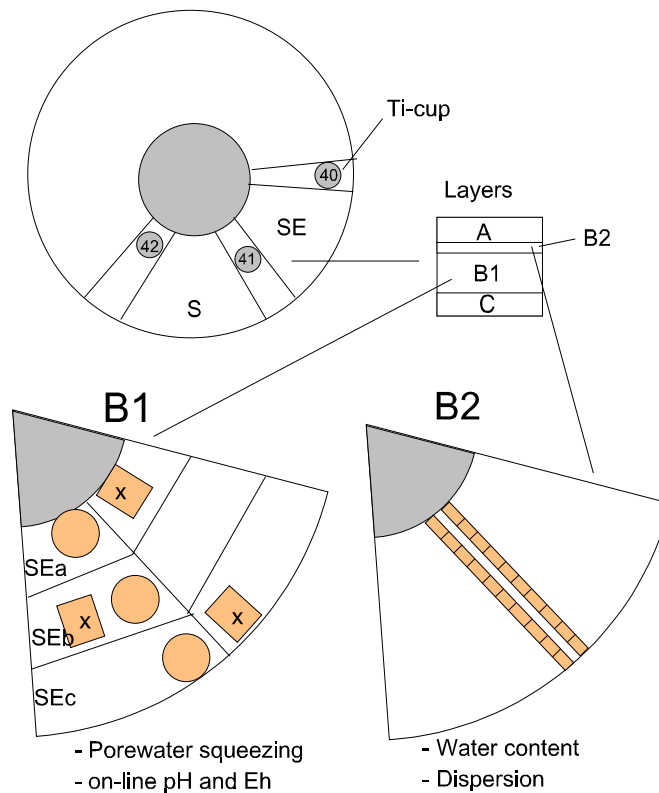 Ti-cup
40
Layers
SE
A
B2
42
41
B1
S
C
B1
B2
x
SEa
x
x
SEb
SEc
- Porewater squeezing
- on-line pH and Eh
- Water content
- Dispersion